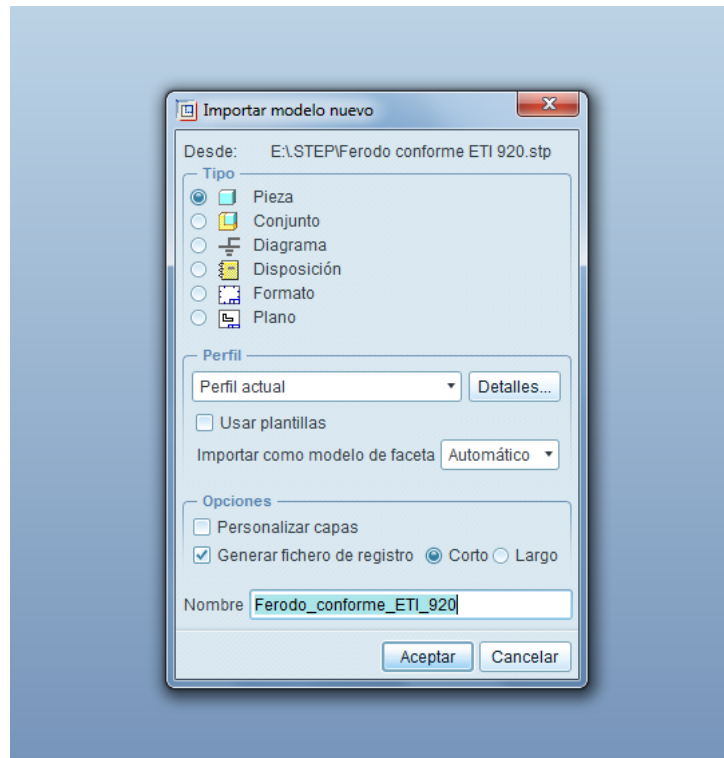 Importar modelo nuevo
Desde: E:\.STEP\Ferodo conforme ETI 920.stp
Tipo
Pieza
Conjunto
Diagrama
Disposición
Formato
Plano
Perfil
Perfil actual Detalles...
Usar plantillas
Importar como modelo de faceta Automático
Opciones
Personalizar capas
Generar fichero de registro Corto Largo
Nombre Ferodo_conforme_ETI_920
Aceptar Cancelar